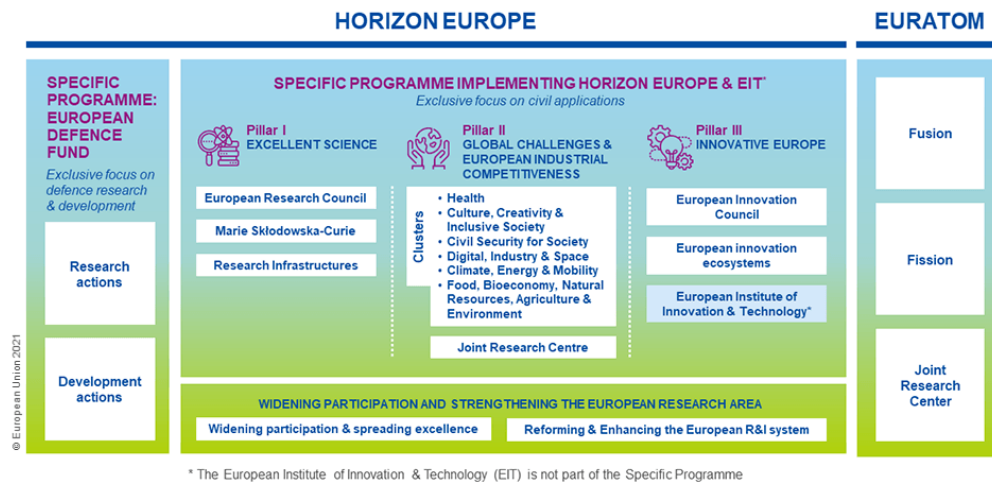 HORIZON EUROPE
EURATOM
SPECIFIC
PROGRAMME:
EUROPEAN
DEFENCE
FUND
Exclusive focus on
defence research
& development
Research
actions
Development
actions
SPECIFIC PROGRAMME IMPLEMENTING HORIZON EUROPE & EIT*
Exclusive focus on civil applications
Pillar I
EXCELLENT SCIENCE
European Research Council
Marie Skłodowska-Curie
Research Infrastructures
Pillar II
GLOBAL CHALLENGES &
EUROPEAN INDUSTRIAL
COMPETITIVENESS
Clusters
• Health
• Culture, Creativity &
Inclusive Society
• Civil Security for Society
• Digital, Industry & Space
• Climate, Energy & Mobility
• Food, Bioeconomy, Natural
Resources, Agriculture &
Environment
Joint Research Centre
Pillar III
INNOVATIVE EUROPE
European Innovation
Council
European innovation
ecosystems
European Institute of
Innovation & Technology*
WIDENING PARTICIPATION AND STRENGTHENING THE EUROPEAN RESEARCH AREA
Widening participation & spreading excellence
Reforming & Enhancing the European R&I system
Fusion
Fission
Joint
Research
Center
© European Union 2021
* The European Institute of Innovation & Technology (EIT) is not part of the Specific Programme